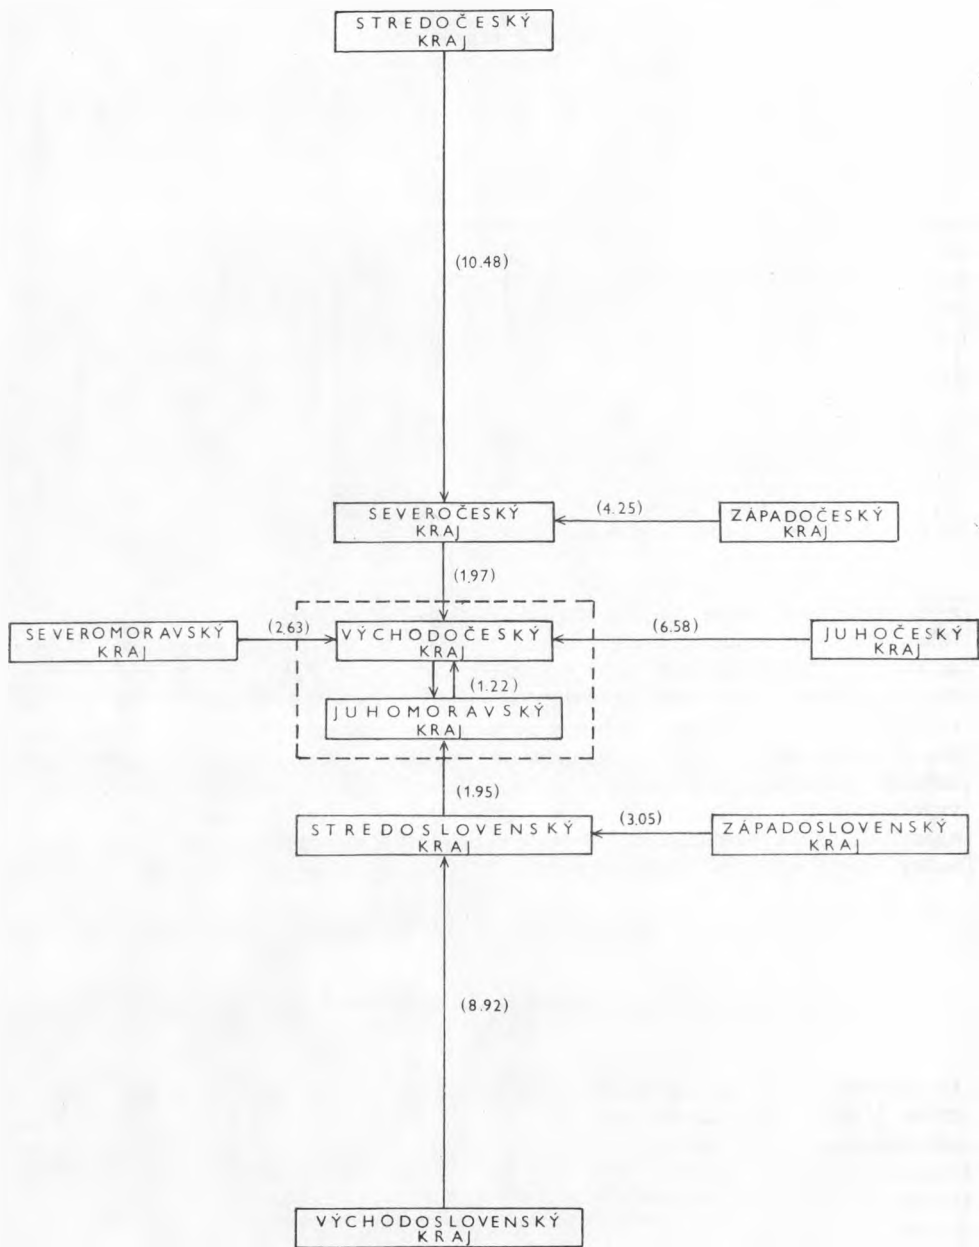 STREDOČESKÝ
KRAJ
(10.48)
SEVEROČESKÝ
KRAJ
(4.25)
ZÁPADOČESKÝ
KRAJ
(1.97)
SEVEROMORAVSKÝ
KRAJ
(2.63)
VÝCHODOČESKÝ
KRAJ
(6.58)
JUHOČESKÝ
KRAJ
(1.22)
JUHOMORAVSKÝ
KRAJ
(1.95)
STREDOSLOVENSKÝ
KRAJ
(3.05)
ZÁPADOSLOVENSKÝ
KRAJ
(8.92)
VÝCHODOSLOVENSKÝ
KRAJ